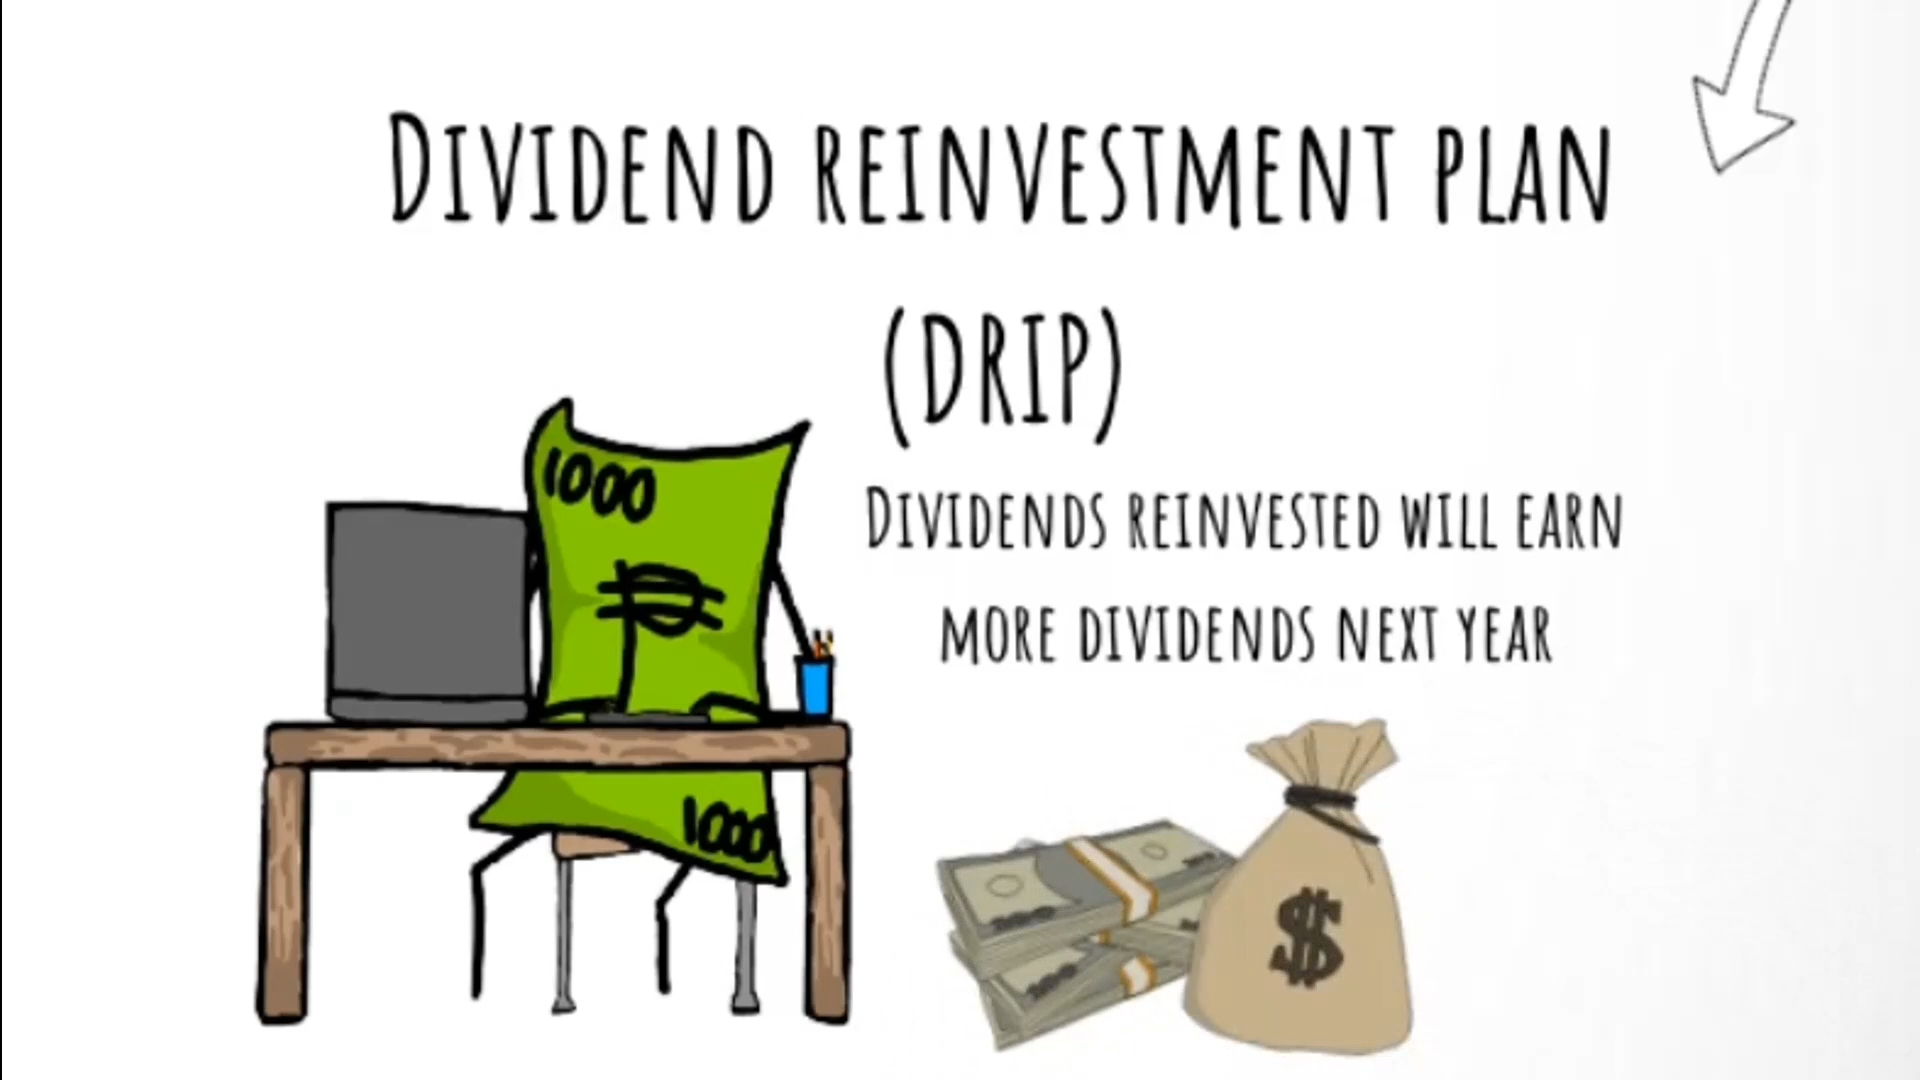 Dividend reinvestment plan
(DRIP)
1000
Dividends reinvested will earn
more dividends next year
₱
1000
$